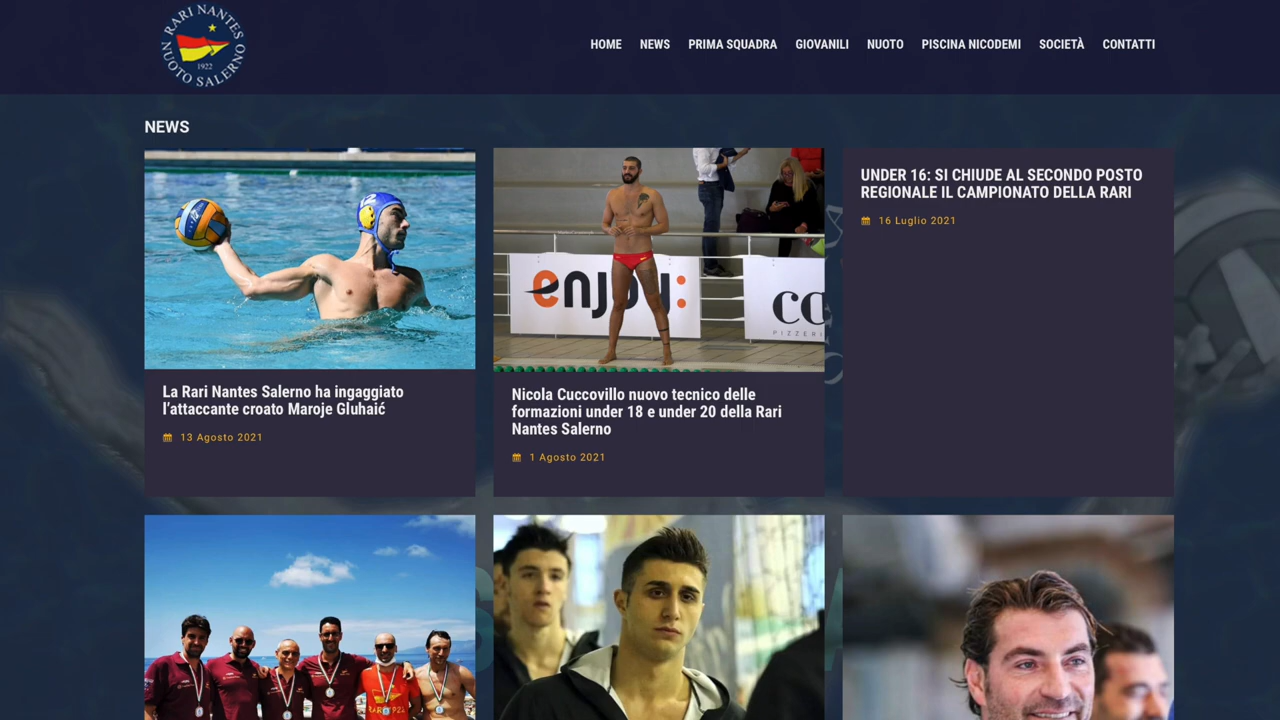 RARI NANTES
NUOTO SALERNO
1922
HOME NEWS PRIMA SQUADRA GIOVANILI NUOTO PISCINA NICODEMI SOCIETÀ CONTATTI
NEWS
enjoy:
PIZZERI
La Rari Nantes Salerno ha ingaggiato
l'attaccante croato Maroje Gluhaić
13 Agosto 2021
Nicola Cuccovillo nuovo tecnico delle
formazioni under 18 e under 20 della Rari
Nantes Salerno
1 Agosto 2021
UNDER 16: SI CHIUDE AL SECONDO POSTO
REGIONALE IL CAMPIONATO DELLA RARI
16 Luglio 2021